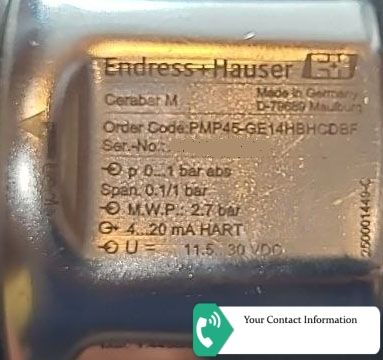 Endress+Hauser
Cerabar M
Made in Germany
D-79689 Maulburg
Order Code:PMP45-GE14HBHCDBF
Ser.-No.:
p 0...1 bar abs
Span 0.1/1 bar
M.W.P.: 2.7 bar
4...20 mA HART
U = 11.5...30 VDC
250001440-C
Your Contact Information